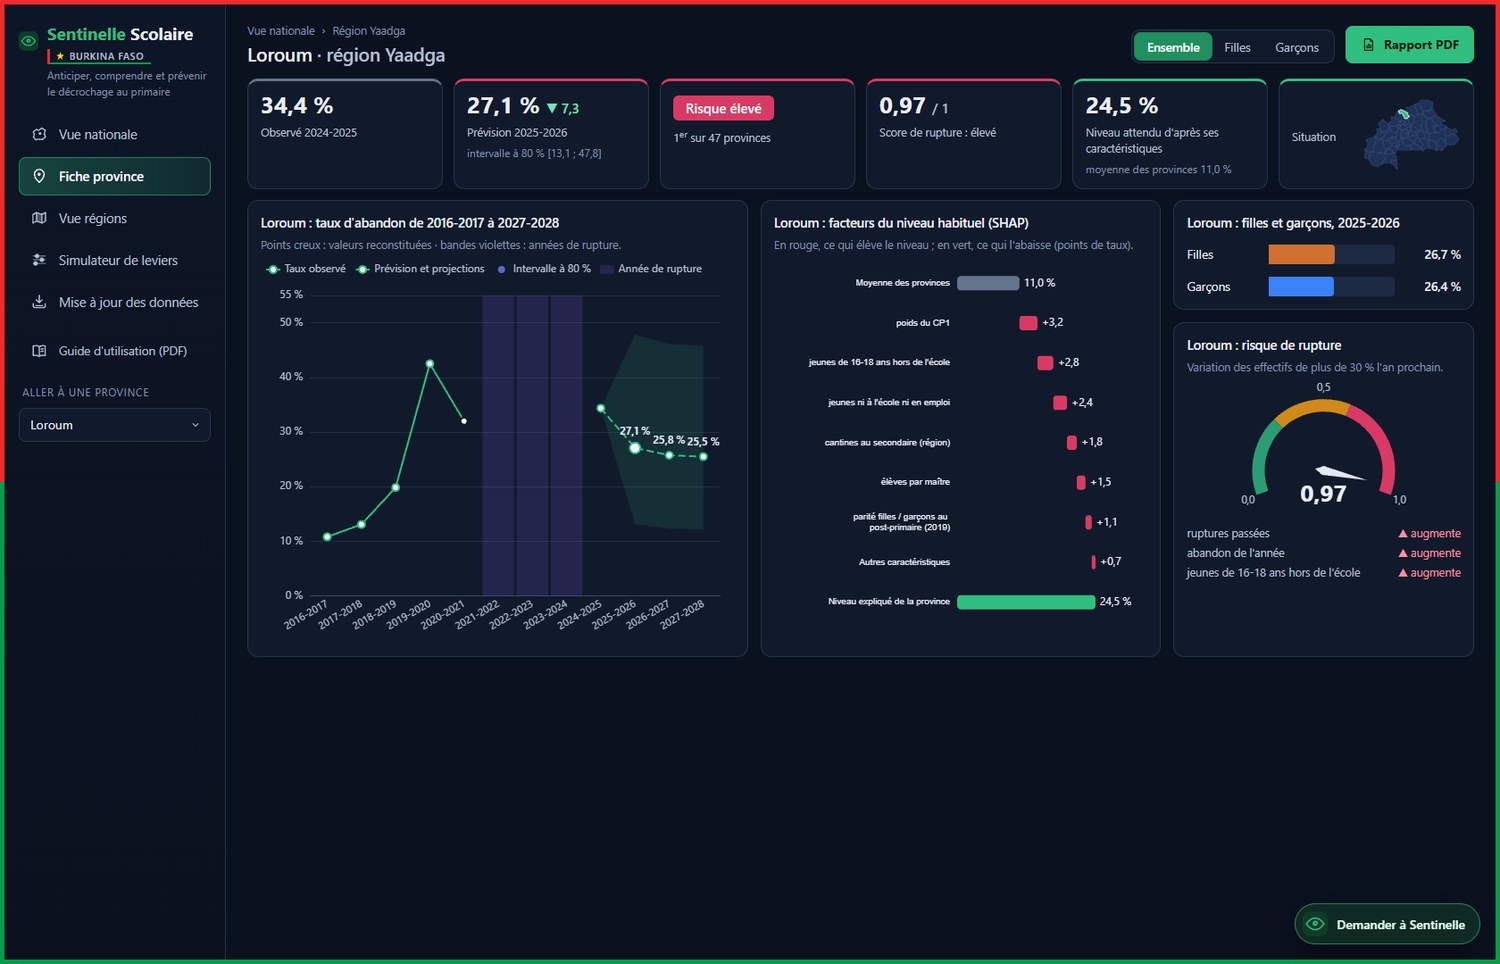 Sentinelle Scolaire
★ BURKINA FASO
Anticiper, comprendre et prévenir
le décrochage au primaire
Vue nationale
Fiche province
Vue régions
Simulateur de leviers
Mise à jour des données
Guide d'utilisation (PDF)
ALLER À UNE PROVINCE
Loroum
Vue nationale › Région Yaadga
Loroum · région Yaadga
Ensemble
Filles
Garçons
Rapport PDF
34,4 %
Observé 2024-2025
27,1 % ▼ 7,3
Prévision 2025-2026
intervalle à 80 % [13,1 ; 47,8]
Risque élevé
1er sur 47 provinces
0,97 / 1
Score de rupture : élevé
24,5 %
Niveau attendu d'après ses
caractéristiques
moyenne des provinces 11,0 %
Situation
Loroum : taux d'abandon de 2016-2017 à 2027-2028
Points creux : valeurs reconstituées · bandes violettes : années de rupture.
Taux observé
Prévision et projections
Intervalle à 80 %
Année de rupture
55 %
50 %
40 %
30 %
20 %
10 %
0 %
27,1 %
25,8 %
25,5 %
2016-2017
2017-2018
2018-2019
2019-2020
2020-2021
2021-2022
2022-2023
2023-2024
2024-2025
2025-2026
2026-2027
2027-2028
Loroum : facteurs du niveau habituel (SHAP)
En rouge, ce qui élève le niveau ; en vert, ce qui l'abaisse (points de taux).
Moyenne des provinces 11,0 %
poids du CP1 +3,2
jeunes de 16-18 ans hors de l'école +2,8
jeunes ni à l'école ni en emploi +2,4
cantines au secondaire (région) +1,8
élèves par maître +1,5
parité filles / garçons au
post-primaire (2019) +1,1
Autres caractéristiques +0,7
Niveau expliqué de la province 24,5 %
Loroum : filles et garçons, 2025-2026
Filles 26,7 %
Garçons 26,4 %
Loroum : risque de rupture
Variation des effectifs de plus de 30 % l'an prochain.
0,5
0,0
0,97
1,0
ruptures passées ▲ augmente
abandon de l'année ▲ augmente
jeunes de 16-18 ans hors de l'école ▲ augmente
Demander à Sentinelle